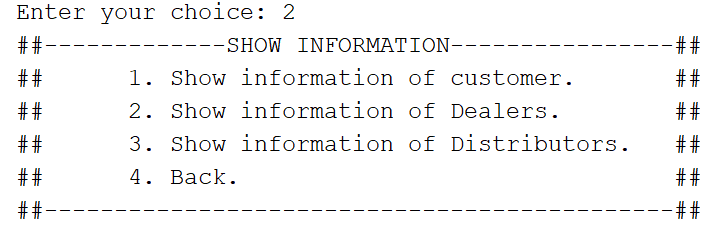 Enter your choice: 2
##-------------SHOW INFORMATION----------------##
##      1. Show information of customer.       ##
##      2. Show information of Dealers.        ##
##      3. Show information of Distributors.   ##
##      4. Back.                               ##
##---------------------------------------------##